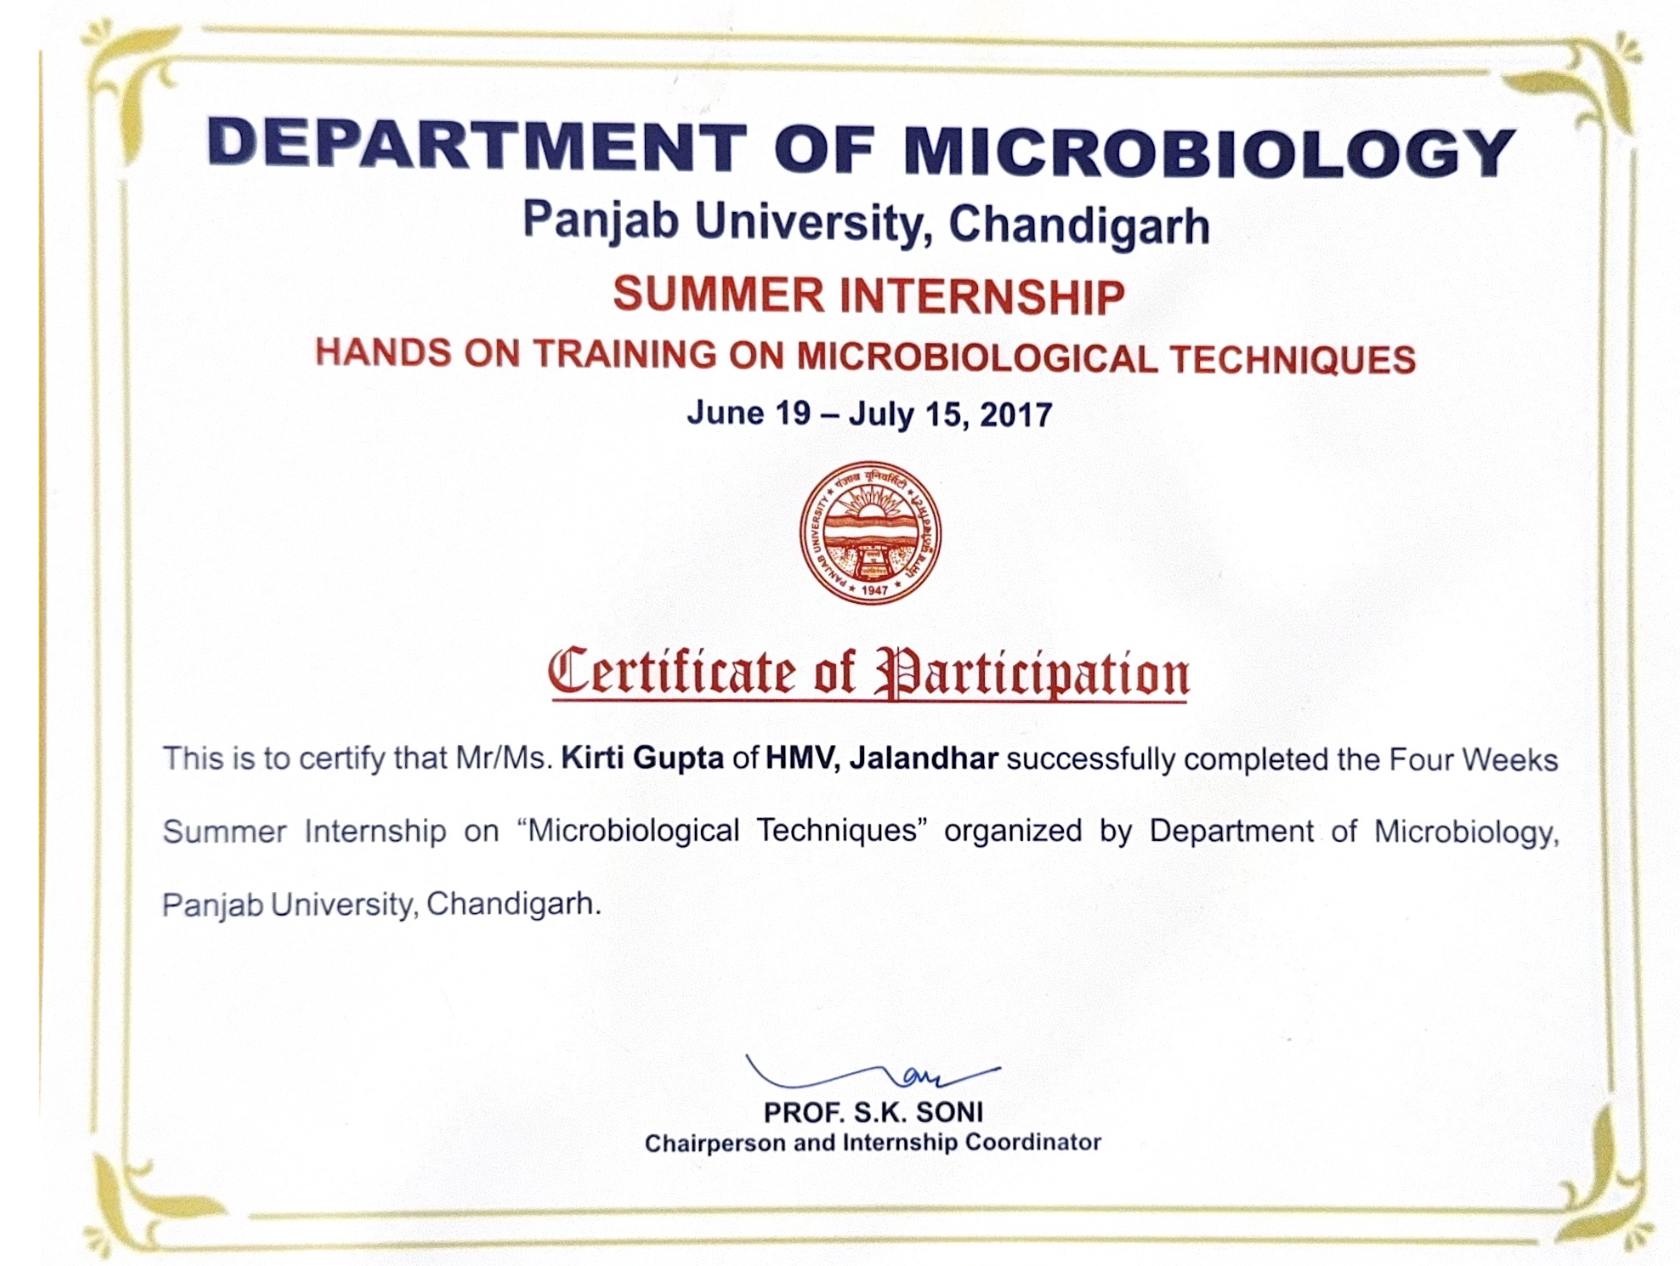 DEPARTMENT OF MICROBIOLOGY
Panjab University, Chandigarh
SUMMER INTERNSHIP
HANDS ON TRAINING ON MICROBIOLOGICAL TECHNIQUES
June 19 – July 15, 2017
पंजाब यूनिवर्सिटी
PANJAB UNIVERSITY
1947
Certificate of Participation
This is to certify that Mr/Ms. Kirti Gupta of HMV, Jalandhar successfully completed the Four Weeks
Summer Internship on “Microbiological Techniques” organized by Department of Microbiology,
Panjab University, Chandigarh.
PROF. S.K. SONI
Chairperson and Internship Coordinator